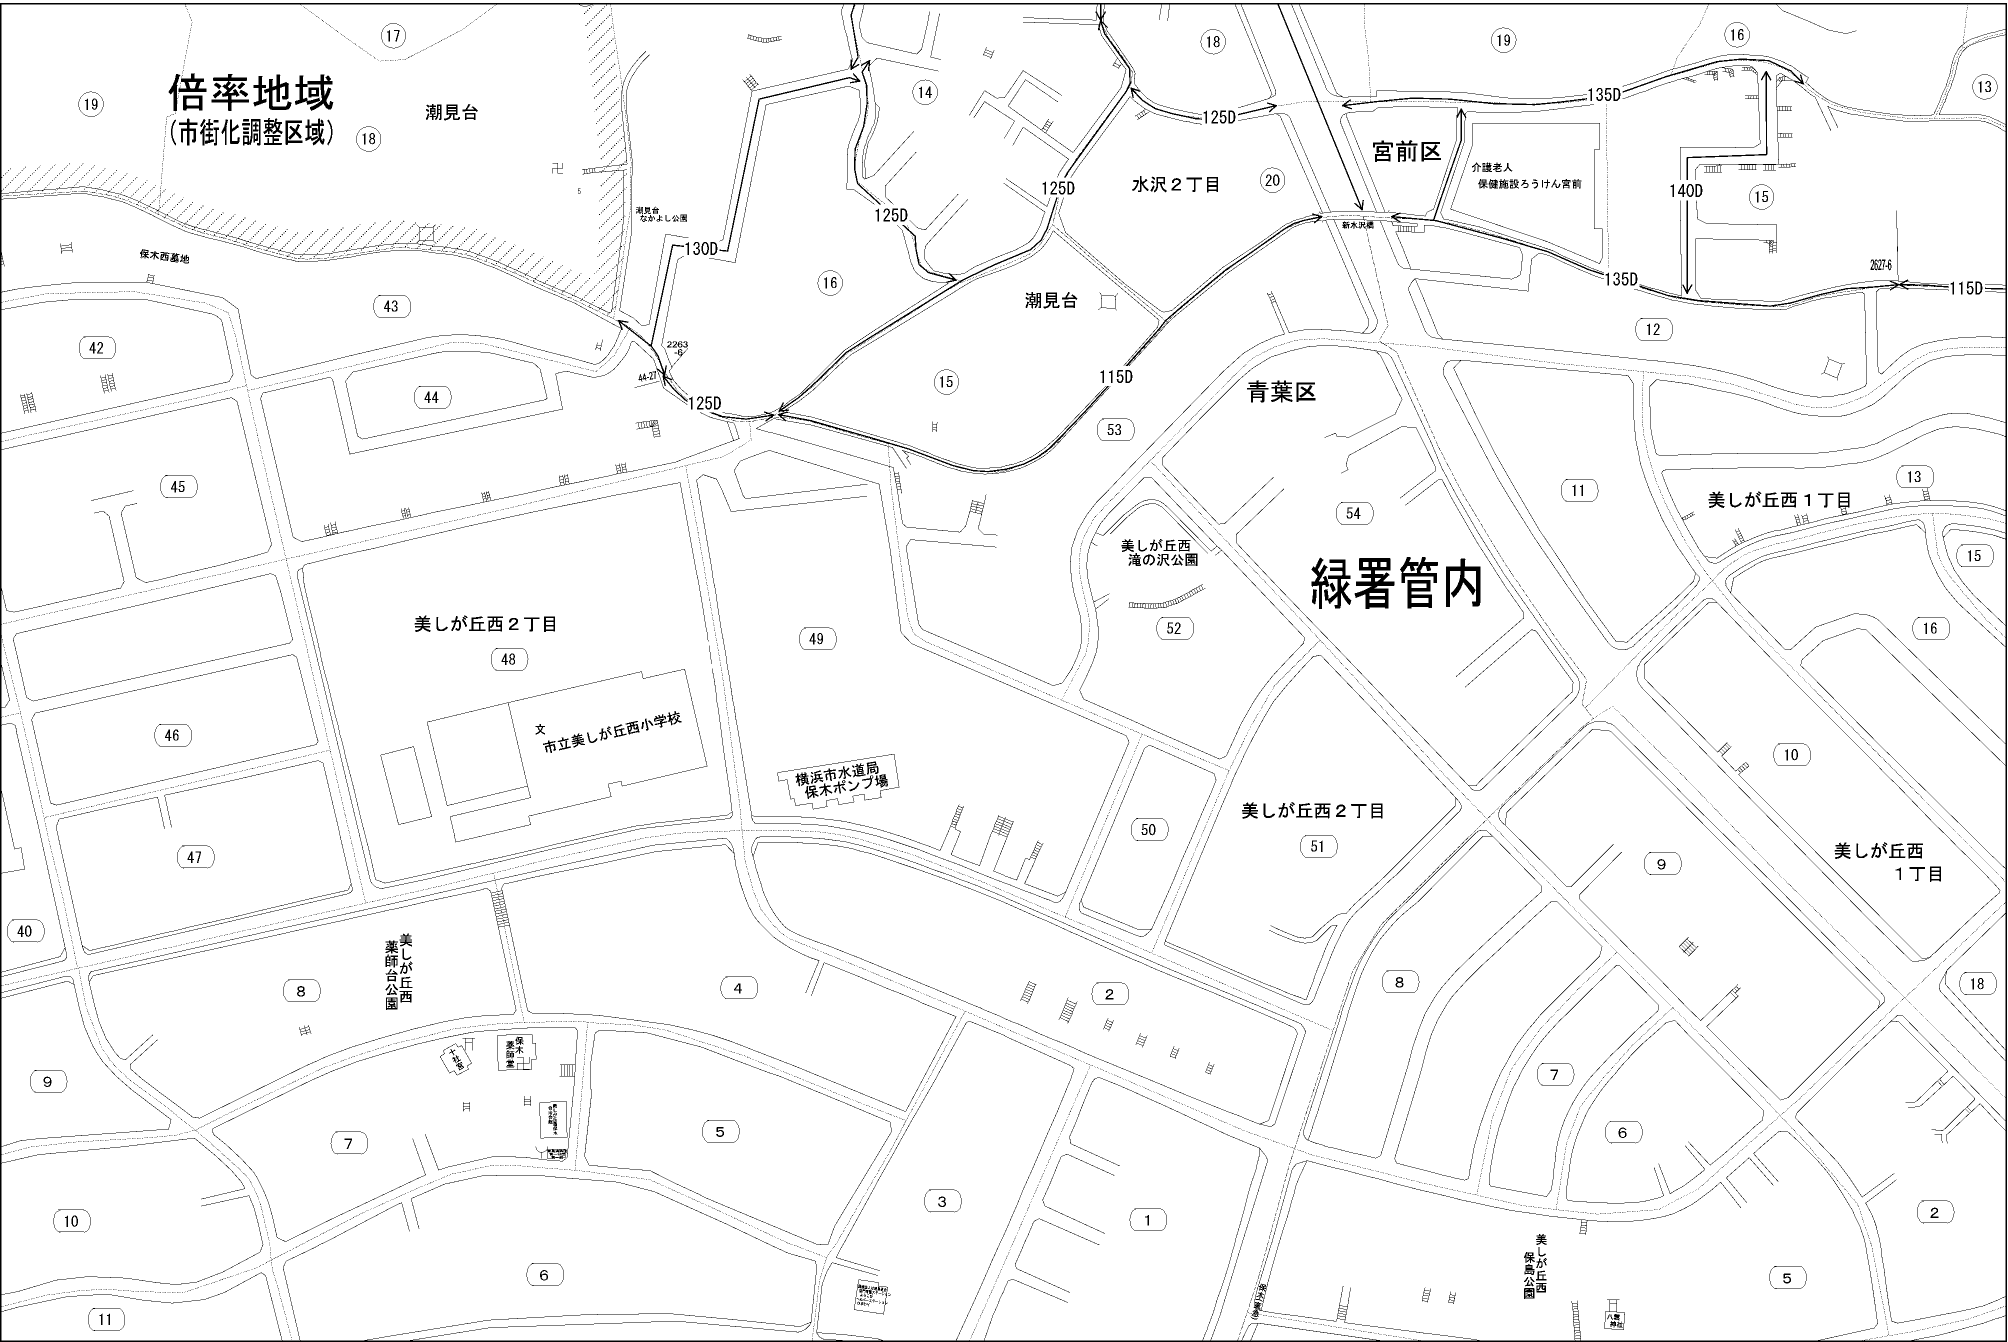 17
19
倍率地域
(市街化調整区域)
18
潮見台
14
18
19
16
13
135D
125D
宮前区
介護老人
保健施設ろうけん宮前
水沢2丁目
20
125D
140D
15
潮見台
なかよし公園
125D
新水沢橋
130D
保木西墓地
16
潮見台
135D
2627-6
115D
43
42
12
2263
-6
44-27
44
15
115D
青葉区
125D
53
45
11
13
美しが丘西1丁目
54
美しが丘西
滝の沢公園
15
緑署管内
美しが丘西2丁目
48
49
52
16
46
市立美しが丘西小学校
文
10
横浜市水道局
保木ポンプ場
美しが丘西2丁目
51
50
47
9
美しが丘西
1丁目
40
美しが丘西
薬師台公園
8
4
2
8
18
保木
薬師堂
十社宮
9
7
7
5
6
3
10
1
2
美しが丘西
保島公園
6
5
11
八雲
神社